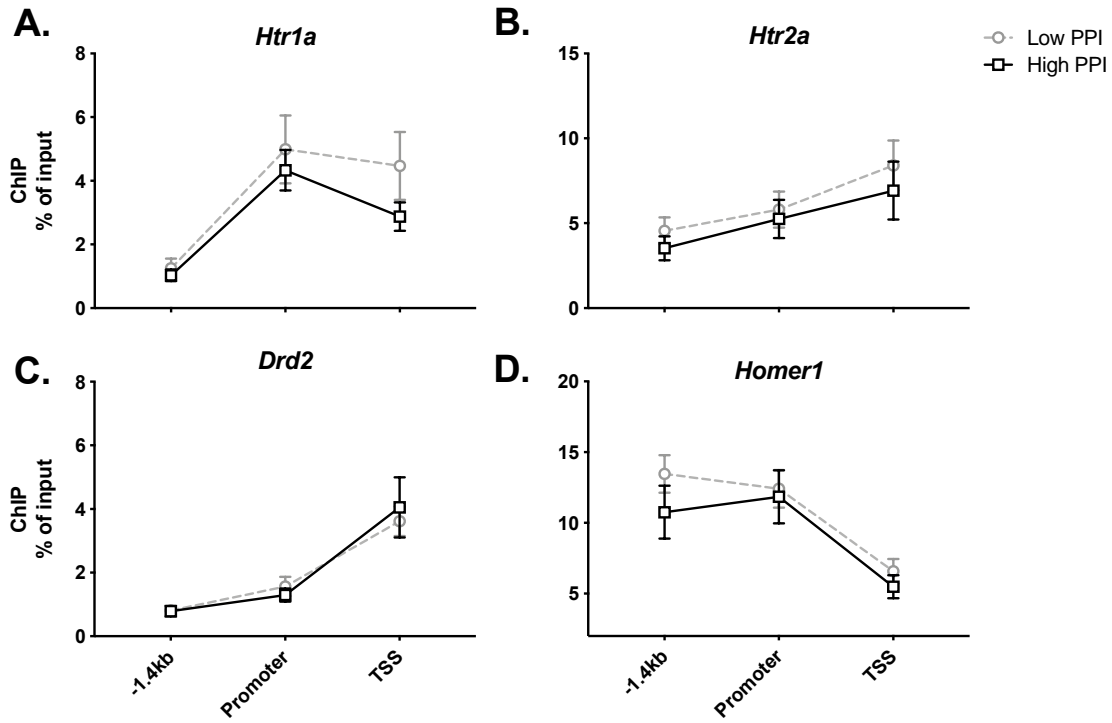 A.
Htr1a
8
6
4
2
0
ChIP
% of input
B.
Htr2a
15
10
5
0
Low PPI
High PPI
C.
Drd2
8
6
4
2
0
ChIP
% of input
-1.4kb
Promoter
TSS
D.
Homer1
20
15
10
5
-1.4kb
Promoter
TSS